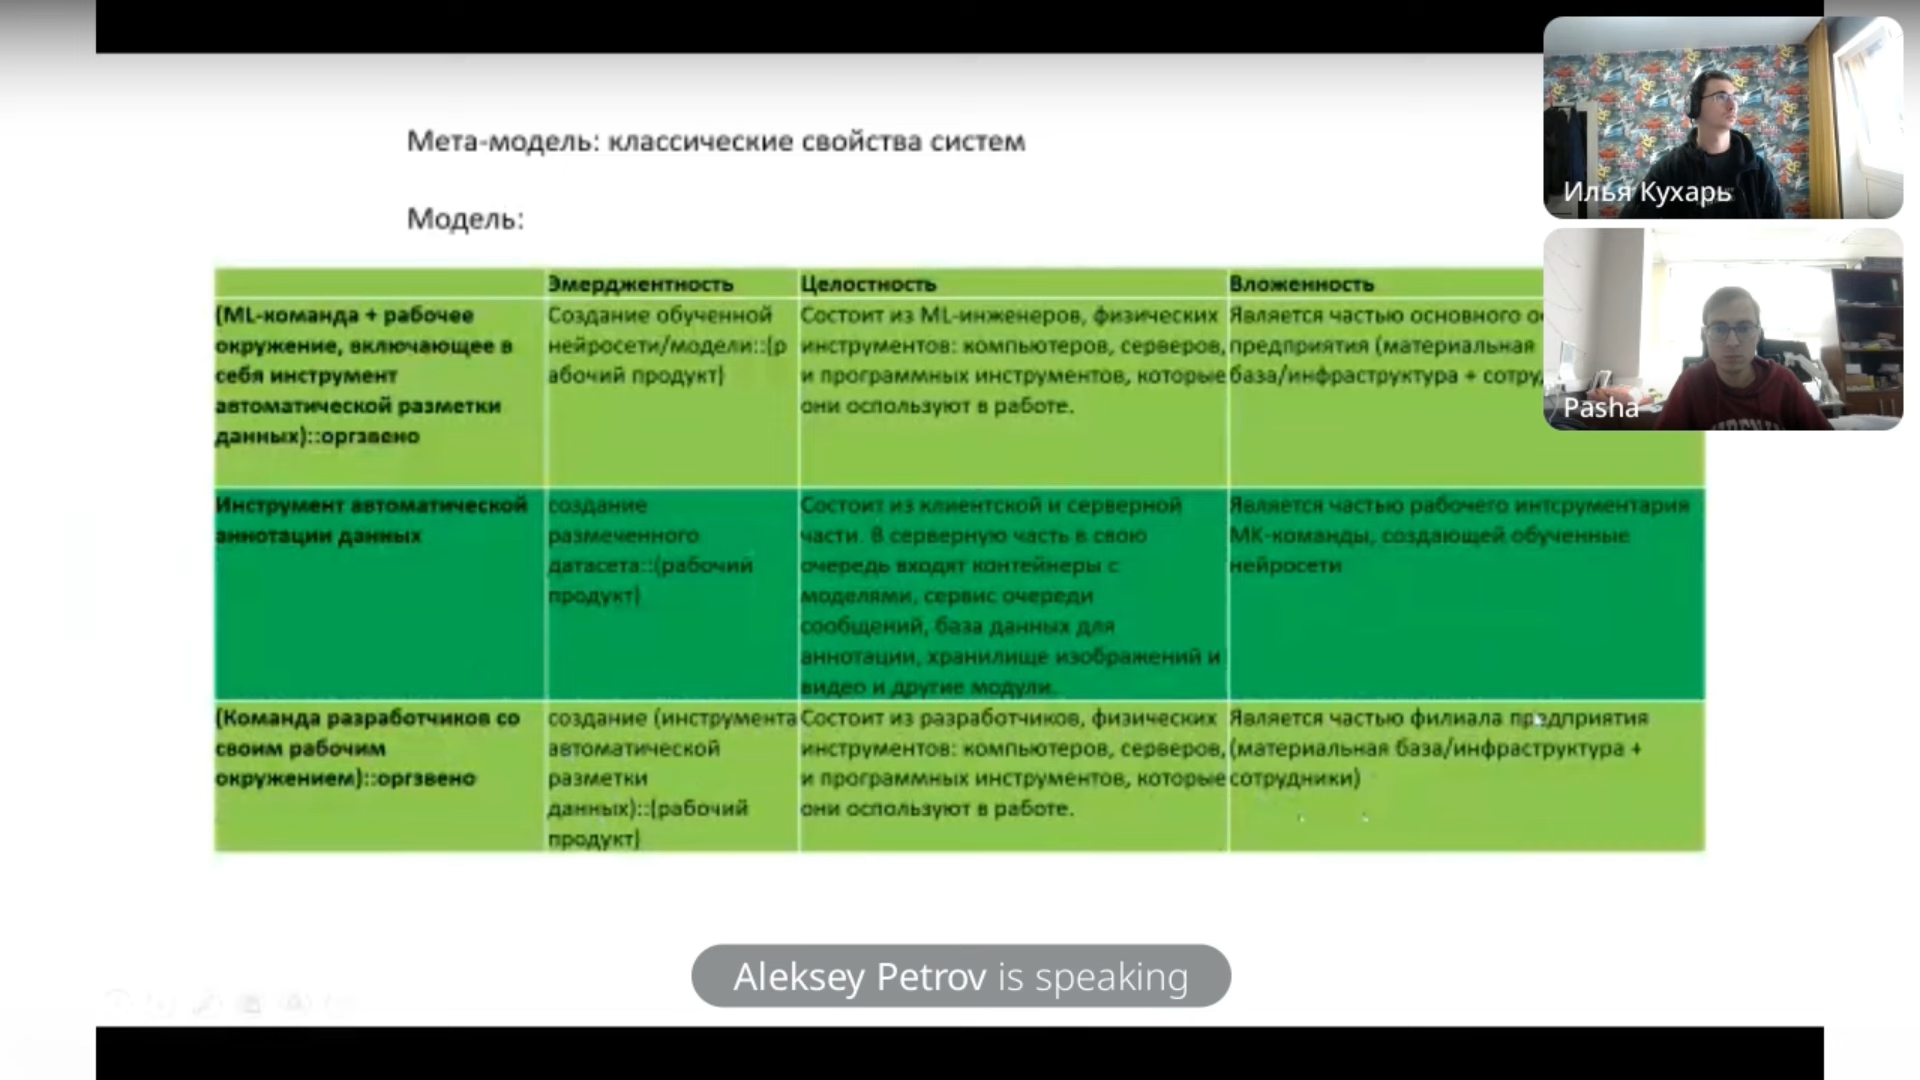 Мета-модель: классические свойства систем
Модель:
Эмерджентность
Целостность
Вложенность
(ML-команда + рабочее
окружение, включающее в
себя инструмент
автоматической разметки
данных)::оргзвено
Создание обученной
нейросети/модели::(р
абочий продукт)
Состоит из ML-инженеров, физических
инструментов: компьютеров, серверов,
и программных инструментов, которые
они используют в работе.
Является частью основного
предприятия (материальная
база/инфраструктура +
Инструмент автоматической
аннотации данных
создание
размеченного
датасета::(рабочий
продукт)
Состоит из клиентской и серверной
части. В серверную часть в свою
очередь входят контейнеры с
моделями, сервис очереди
сообщений, база данных для
аннотации, хранилище изображений и
видео и другие модули.
Является частью рабочего интсрументария
МК-команды, создающей обученные
нейросети
(Команда разработчиков со
своим рабочим
окружением)::оргзвено
создание (инструмента
автоматической
разметки
данных)::(рабочий
продукт)
Состоит из разработчиков, физических
инструментов: компьютеров, серверов,
и программных инструментов, которые
они используют в работе.
Является частью филиала предприятия
(материальная база/инфраструктура +
сотрудники)
Илья Кухарь
Pasha
Aleksey Petrov is speaking